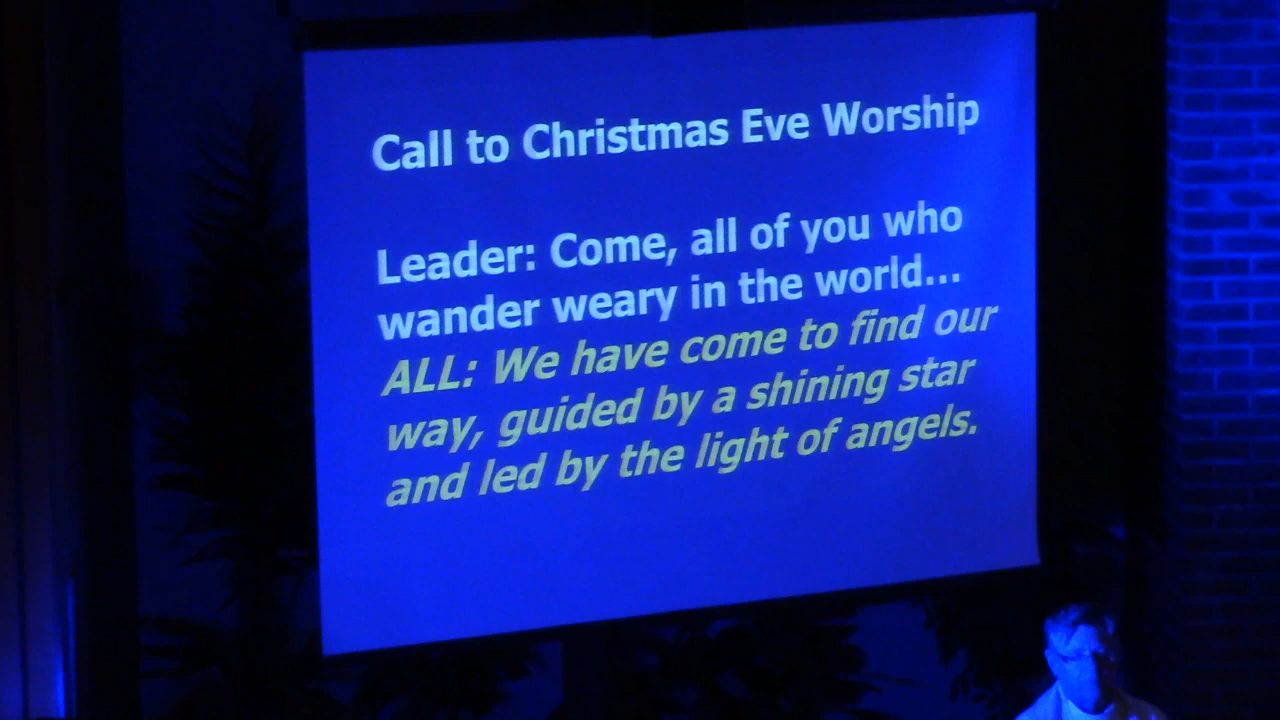 Call to Christmas Eve Worship
Leader: Come, all of you who
wander weary in the world...
ALL: We have come to find our
way, guided by a shining star
and led by the light of angels.